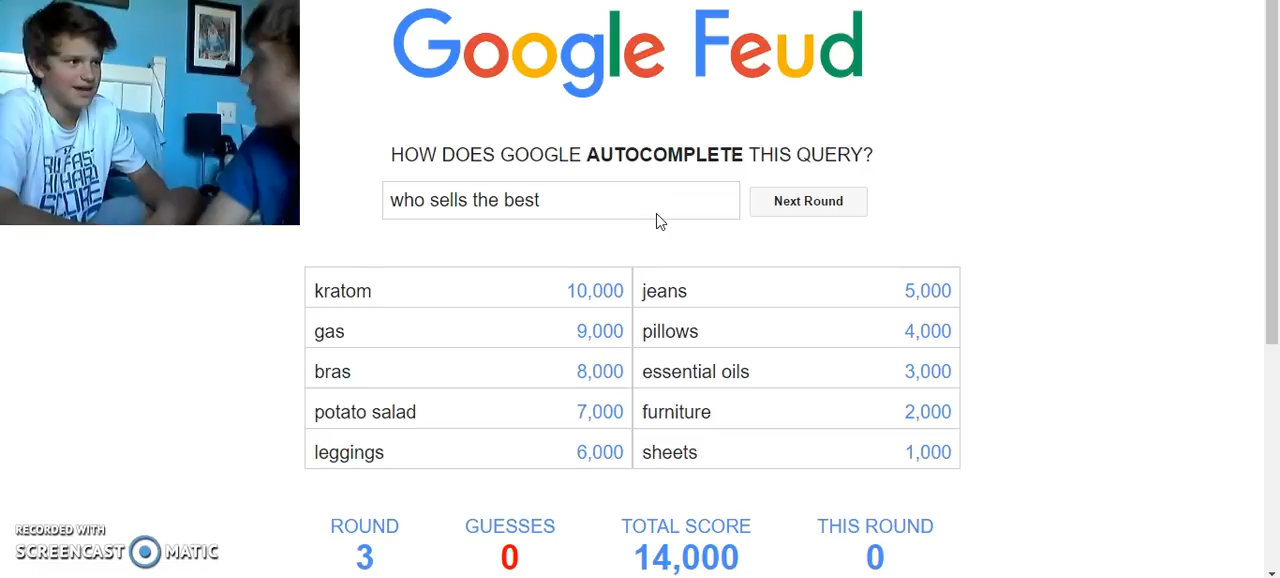 Google Feud
HOW DOES GOOGLE AUTOCOMPLETE THIS QUERY?
who sells the best
Next Round
kratom 10,000 jeans 5,000
gas 9,000 pillows 4,000
bras 8,000 essential oils 3,000
potato salad 7,000 furniture 2,000
leggings 6,000 sheets 1,000
ROUND GUESSES TOTAL SCORE THIS ROUND
3 0 14,000 0
RECORDED WITH
SCREENCAST MATIC